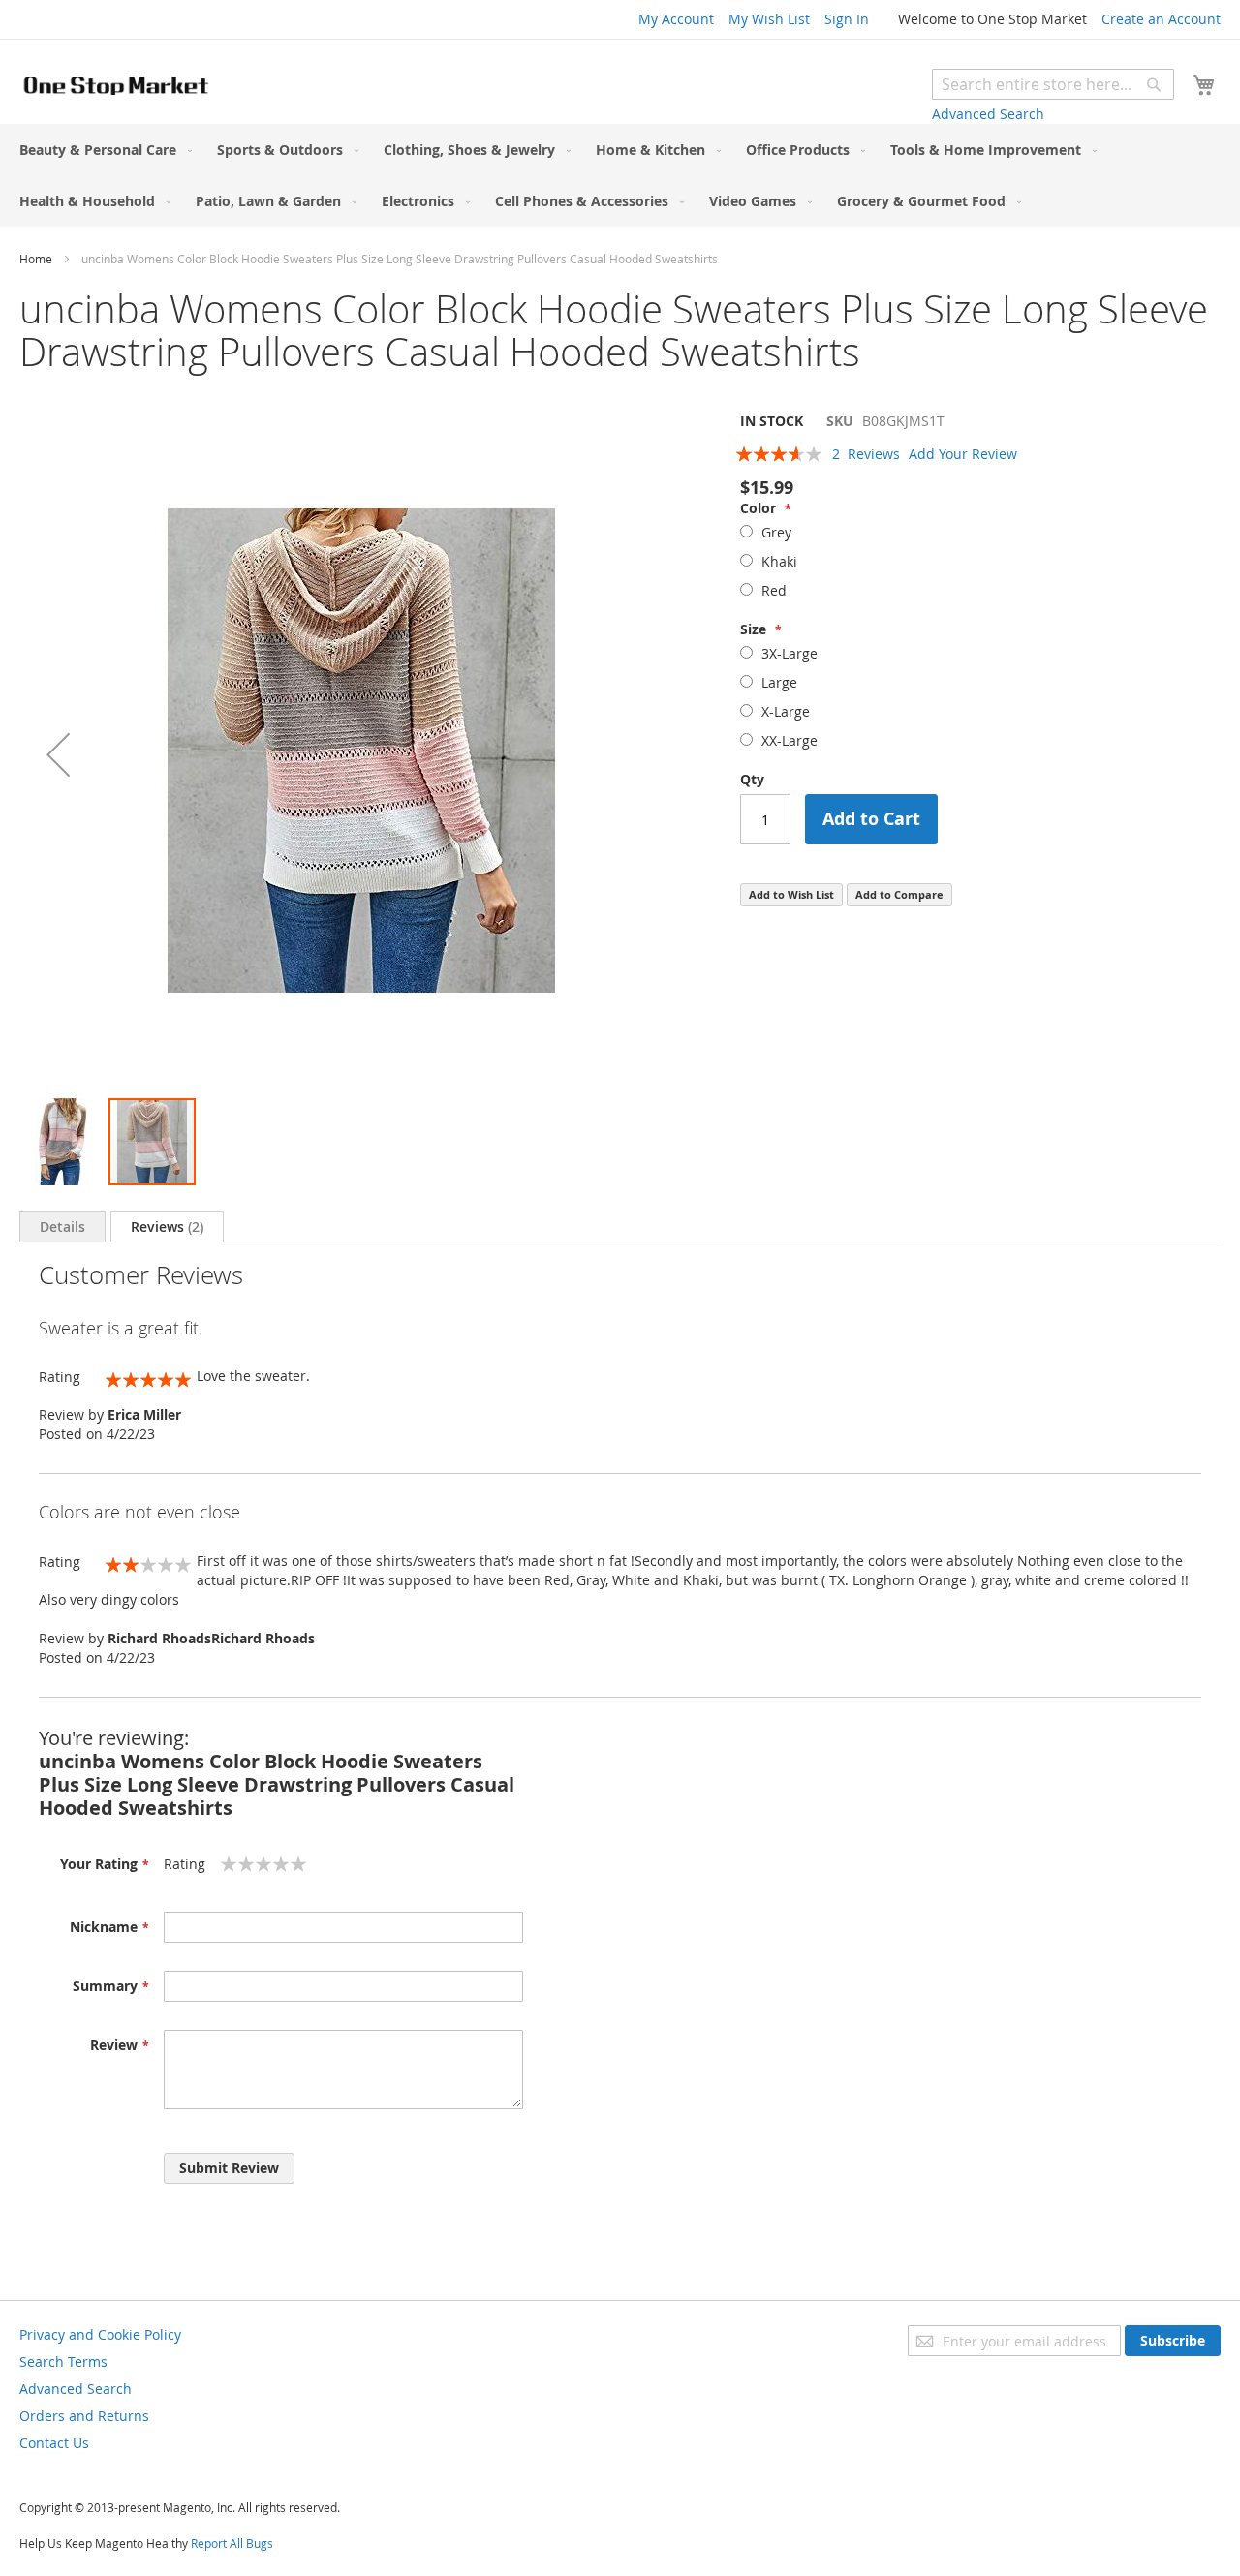 My Account My Wish List Sign In Welcome to One Stop Market Create an Account
One Stop Market
Search entire store here...
Advanced Search
Beauty & Personal Care Sports & Outdoors Clothing, Shoes & Jewelry Home & Kitchen Office Products Tools & Home Improvement
Health & Household Patio, Lawn & Garden Electronics Cell Phones & Accessories Video Games Grocery & Gourmet Food
Home uncinba Womens Color Block Hoodie Sweaters Plus Size Long Sleeve Drawstring Pullovers Casual Hooded Sweatshirts
uncinba Womens Color Block Hoodie Sweaters Plus Size Long Sleeve
Drawstring Pullovers Casual Hooded Sweatshirts
IN STOCK SKU B08GKJMS1T
2 Reviews Add Your Review
$15.99
Color *
Grey
Khaki
Red
Size *
3X-Large
Large
X-Large
XX-Large
Qty
1 Add to Cart
Add to Wish List Add to Compare
Details Reviews (2)
Customer Reviews
Sweater is a great fit.
Rating Love the sweater.
Review by Erica Miller
Posted on 4/22/23
Colors are not even close
Rating First off it was one of those shirts/sweaters that’s made short n fat !Secondly and most importantly, the colors were absolutely Nothing even close to the
actual picture.RIP OFF !It was supposed to have been Red, Gray, White and Khaki, but was burnt ( TX. Longhorn Orange ), gray, white and creme colored !!
Also very dingy colors
Review by Richard RhoadsRichard Rhoads
Posted on 4/22/23
You're reviewing:
uncinba Womens Color Block Hoodie Sweaters
Plus Size Long Sleeve Drawstring Pullovers Casual
Hooded Sweatshirts
Your Rating * Rating
Nickname *
Summary *
Review *
Submit Review
Privacy and Cookie Policy
Search Terms
Advanced Search
Orders and Returns
Contact Us
Enter your email address Subscribe
Copyright © 2013-present Magento, Inc. All rights reserved.
Help Us Keep Magento Healthy Report All Bugs